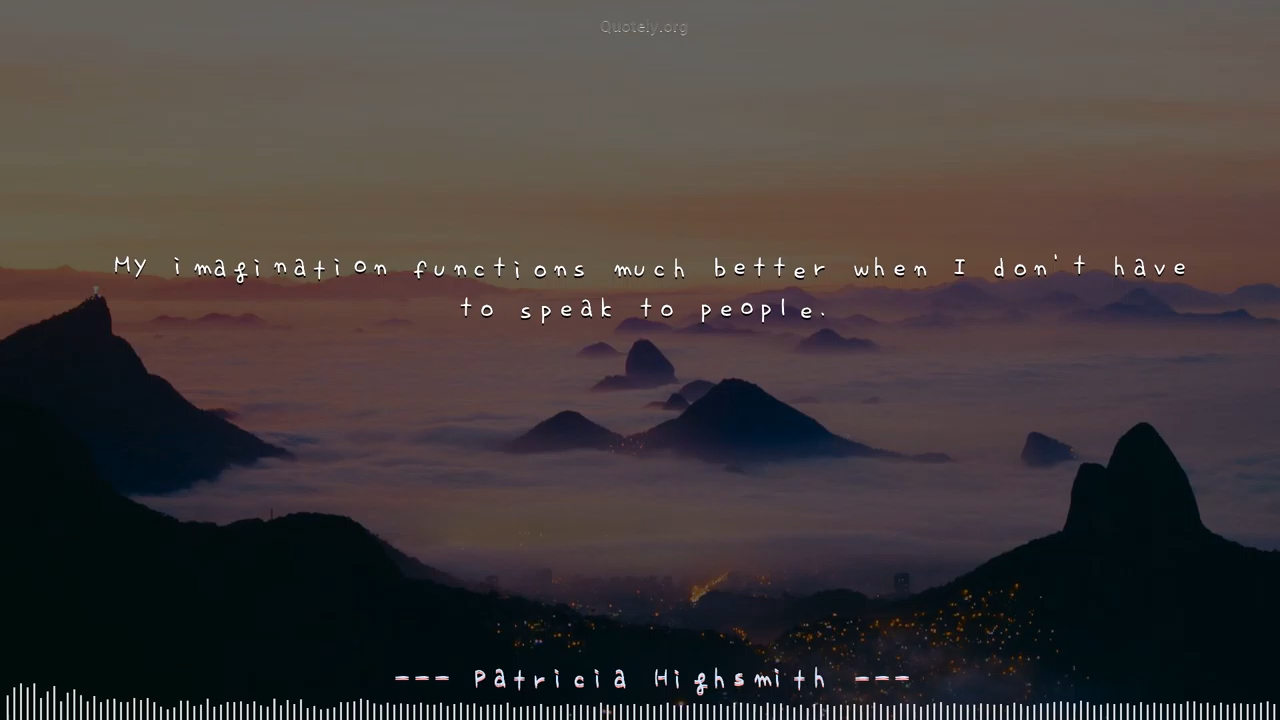 Quotely.org
My imagination functions much better when I don't have
to speak to people.
--- Patricia Highsmith ---